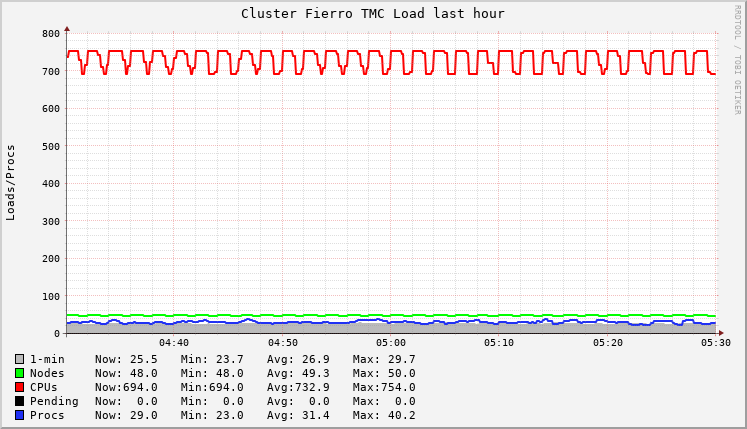 Cluster Fierro TMC Load last hour
RRDTOOL / TOBI OETIKER
Loads/Procs
800
700
600
500
400
300
200
100
0
04:40 04:50 05:00 05:10 05:20 05:30
1-min Now: 25.5 Min: 23.7 Avg: 26.9 Max: 29.7
Nodes Now: 48.0 Min: 48.0 Avg: 49.3 Max: 50.0
CPUs Now:694.0 Min:694.0 Avg:732.9 Max:754.0
Pending Now: 0.0 Min: 0.0 Avg: 0.0 Max: 0.0
Procs Now: 29.0 Min: 23.0 Avg: 31.4 Max: 40.2